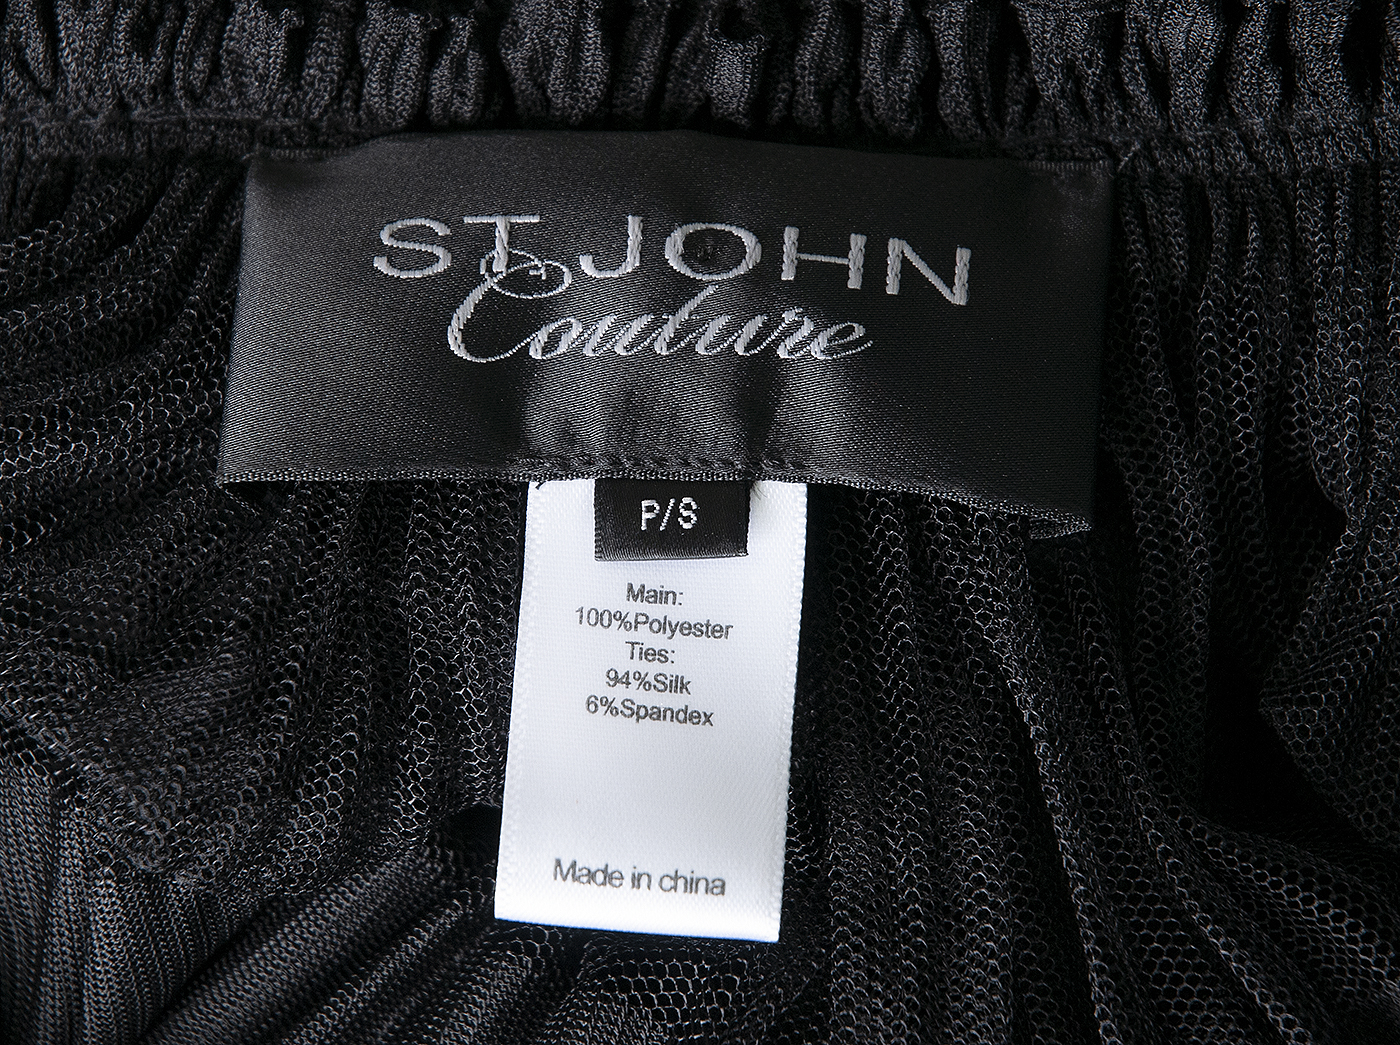 ST. JOHN
Couture
P/S
Main:
100%Polyester
Ties:
94%Silk
6%Spandex
Made in china